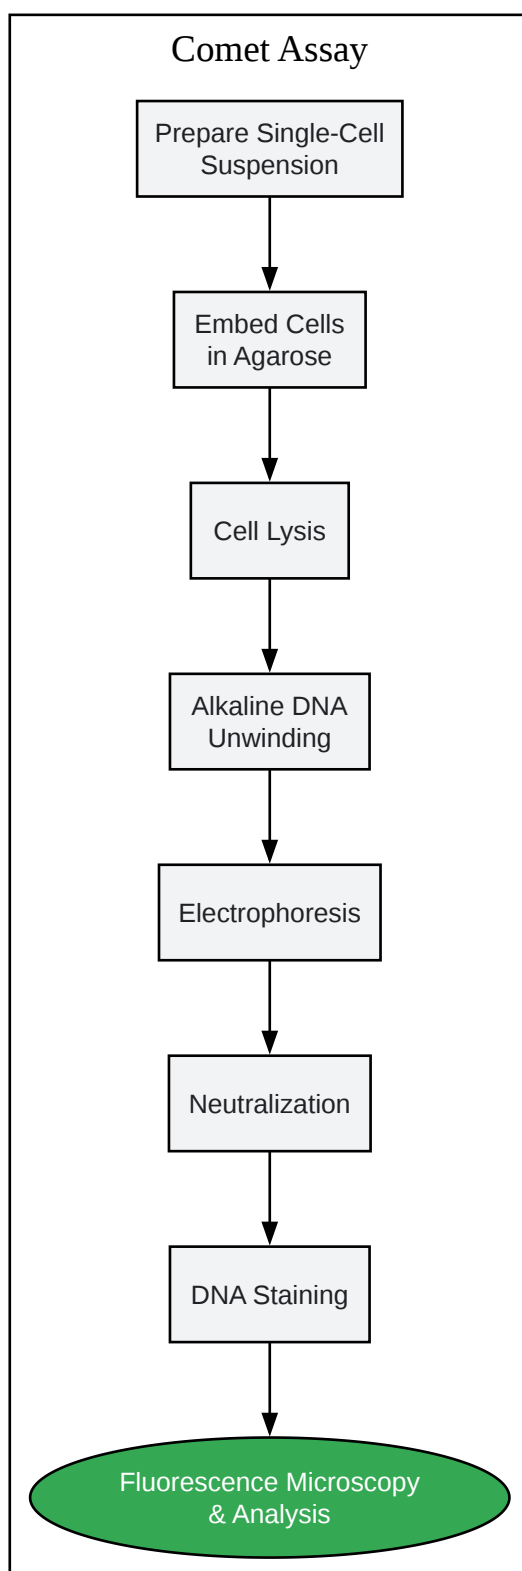 Comet Assay
Prepare Single-Cell
Suspension
Embed Cells
in Agarose
Cell Lysis
Alkaline DNA
Unwinding
Electrophoresis
Neutralization
DNA Staining
Fluorescence Microscopy
& Analysis